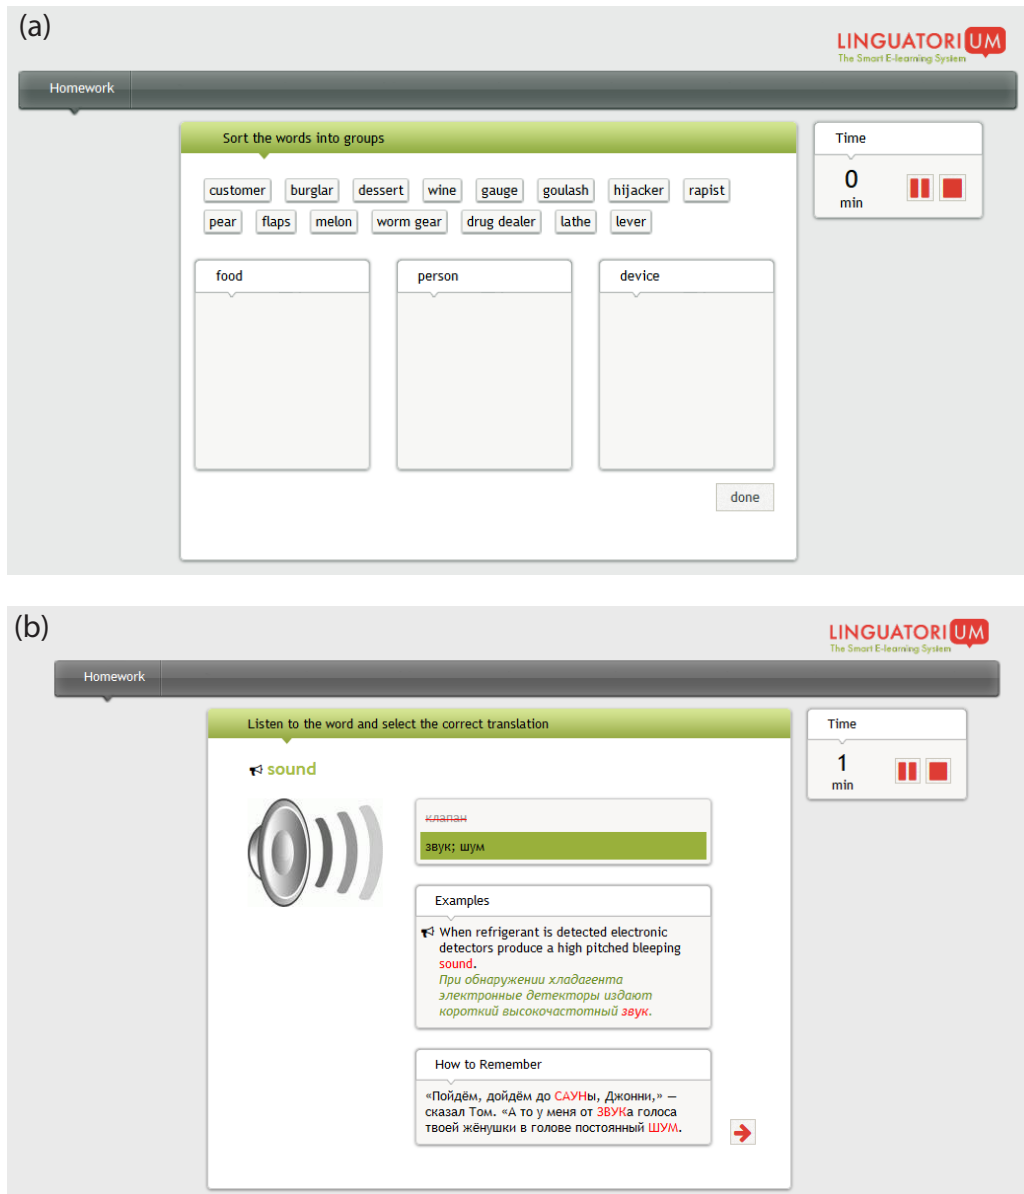 (a)
LINGUATORIUM
The Smart E-learning System
Homework
Sort the words into groups
customer burglar dessert wine gauge goulash hijacker rapist
pear flaps melon worm gear drug dealer lathe lever
food person device
done
Time
0
min
(b)
LINGUATORIUM
The Smart E-learning System
Homework
Listen to the word and select the correct translation
sound
клапан
звук; шум
Examples
When refrigerant is detected electronic
detectors produce a high pitched bleeping
sound.
При обнаружении хладагента
электронные детекторы издают
короткий высокочастотный звук.
How to Remember
«Пойдём, дойдём до САУНы, Джонни,» —
сказал Том. «А то у меня от ЗВУКа голоса
твоей жёнушки в голове постоянный ШУМ.
Time
1
min